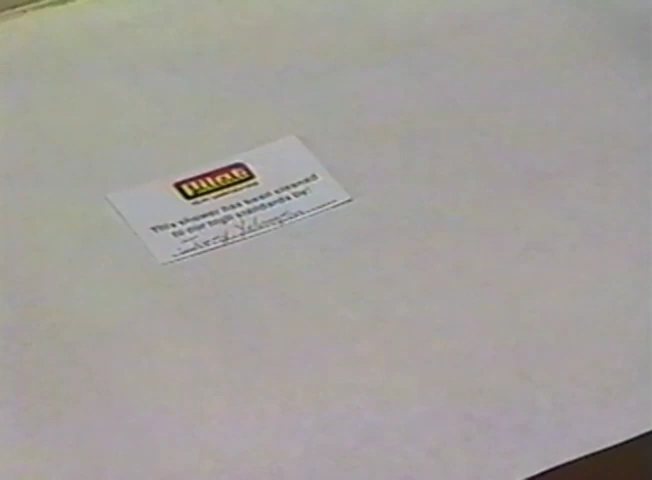 Pilot
This shower has been cleaned
to our high standards by: